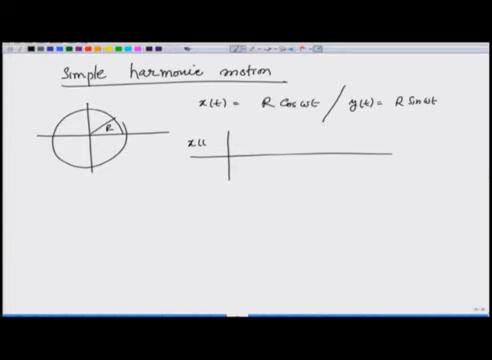 Simple harmonic motion
x(t) = R Cos ωt / y(t) = R Sin ωt
R